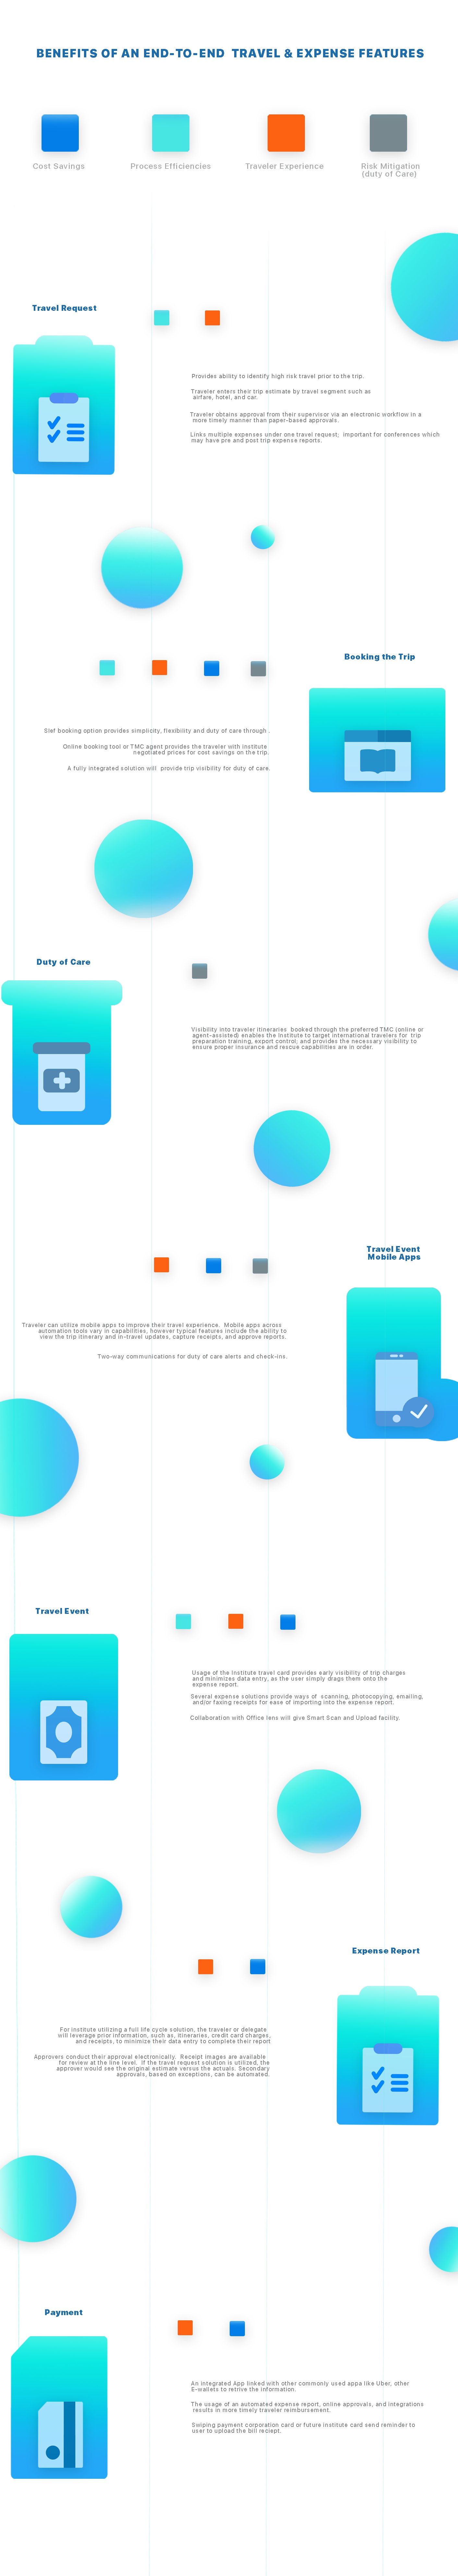 BENEFITS OF AN END-TO-END TRAVEL & EXPENSE FEATURES
Cost Savings
Process Efficiencies
Traveler Experience
Risk Mitigation
(duty of Care)
Travel Request
Provides ability to identify high risk travel prior to the trip.
Traveler enters their trip estimate by travel segment such as
airfare, hotel, and car.
Traveler obtains approval from their supervisor via an electronic workflow in a
more timely manner than paper-based approvals.
Links multiple expenses under one travel request; important for conferences which
may have pre and post trip expense reports.
Booking the Trip
Slef booking option provides simplicity, flexibility and duty of care through .
Online booking tool or TMC agent provides the traveler with institute
negotiated prices for cost savings on the trip.
A fully integrated solution will provide trip visibility for duty of care.
Duty of Care
Visibility into traveler itineraries booked through the preferred TMC (online or
agent-assisted) enables the Institute to target international travelers for trip
preparation training, export control; and provides the necessary visibility to
ensure proper insurance and rescue capabilities are in order.
Travel Event
Mobile Apps
Traveler can utilize mobile apps to improve their travel experience. Mobile apps across
automation tools vary in capabilities, however typical features include the ability to
view the trip itinerary and in-travel updates, capture receipts, and approve reports.
Two-way communications for duty of care alerts and check-ins.
Travel Event
Usage of the Institute travel card provides early visibility of trip charges
and minimizes data entry, as the user simply drags them onto the
expense report.
Several expense solutions provide ways of scanning, photocopying, emailing,
and/or faxing receipts for ease of importing into the expense report.
Collaboration with Office lens will give Smart Scan and Upload facility.
Expense Report
For institute utilizing a full life cycle solution, the traveler or delegate
will leverage prior information, such as, itineraries, credit card charges,
and receipts, to minimize their data entry to complete their report
Approvers conduct their approval electronically. Receipt images are available
for review at the line level. If the travel request solution is utilized, the
approver would see the original estimate versus the actuals. Secondary
approvals, based on exceptions, can be automated.
Payment
An Integrated App linked with other commonly used appa like Uber, other
E-wallets to retrive the information.
The usage of an automated expense report, online approvals, and integrations
results in more timely traveler reimbursement.
Swiping payment corporation card or future institute card send reminder to
user to upload the bill reciept.